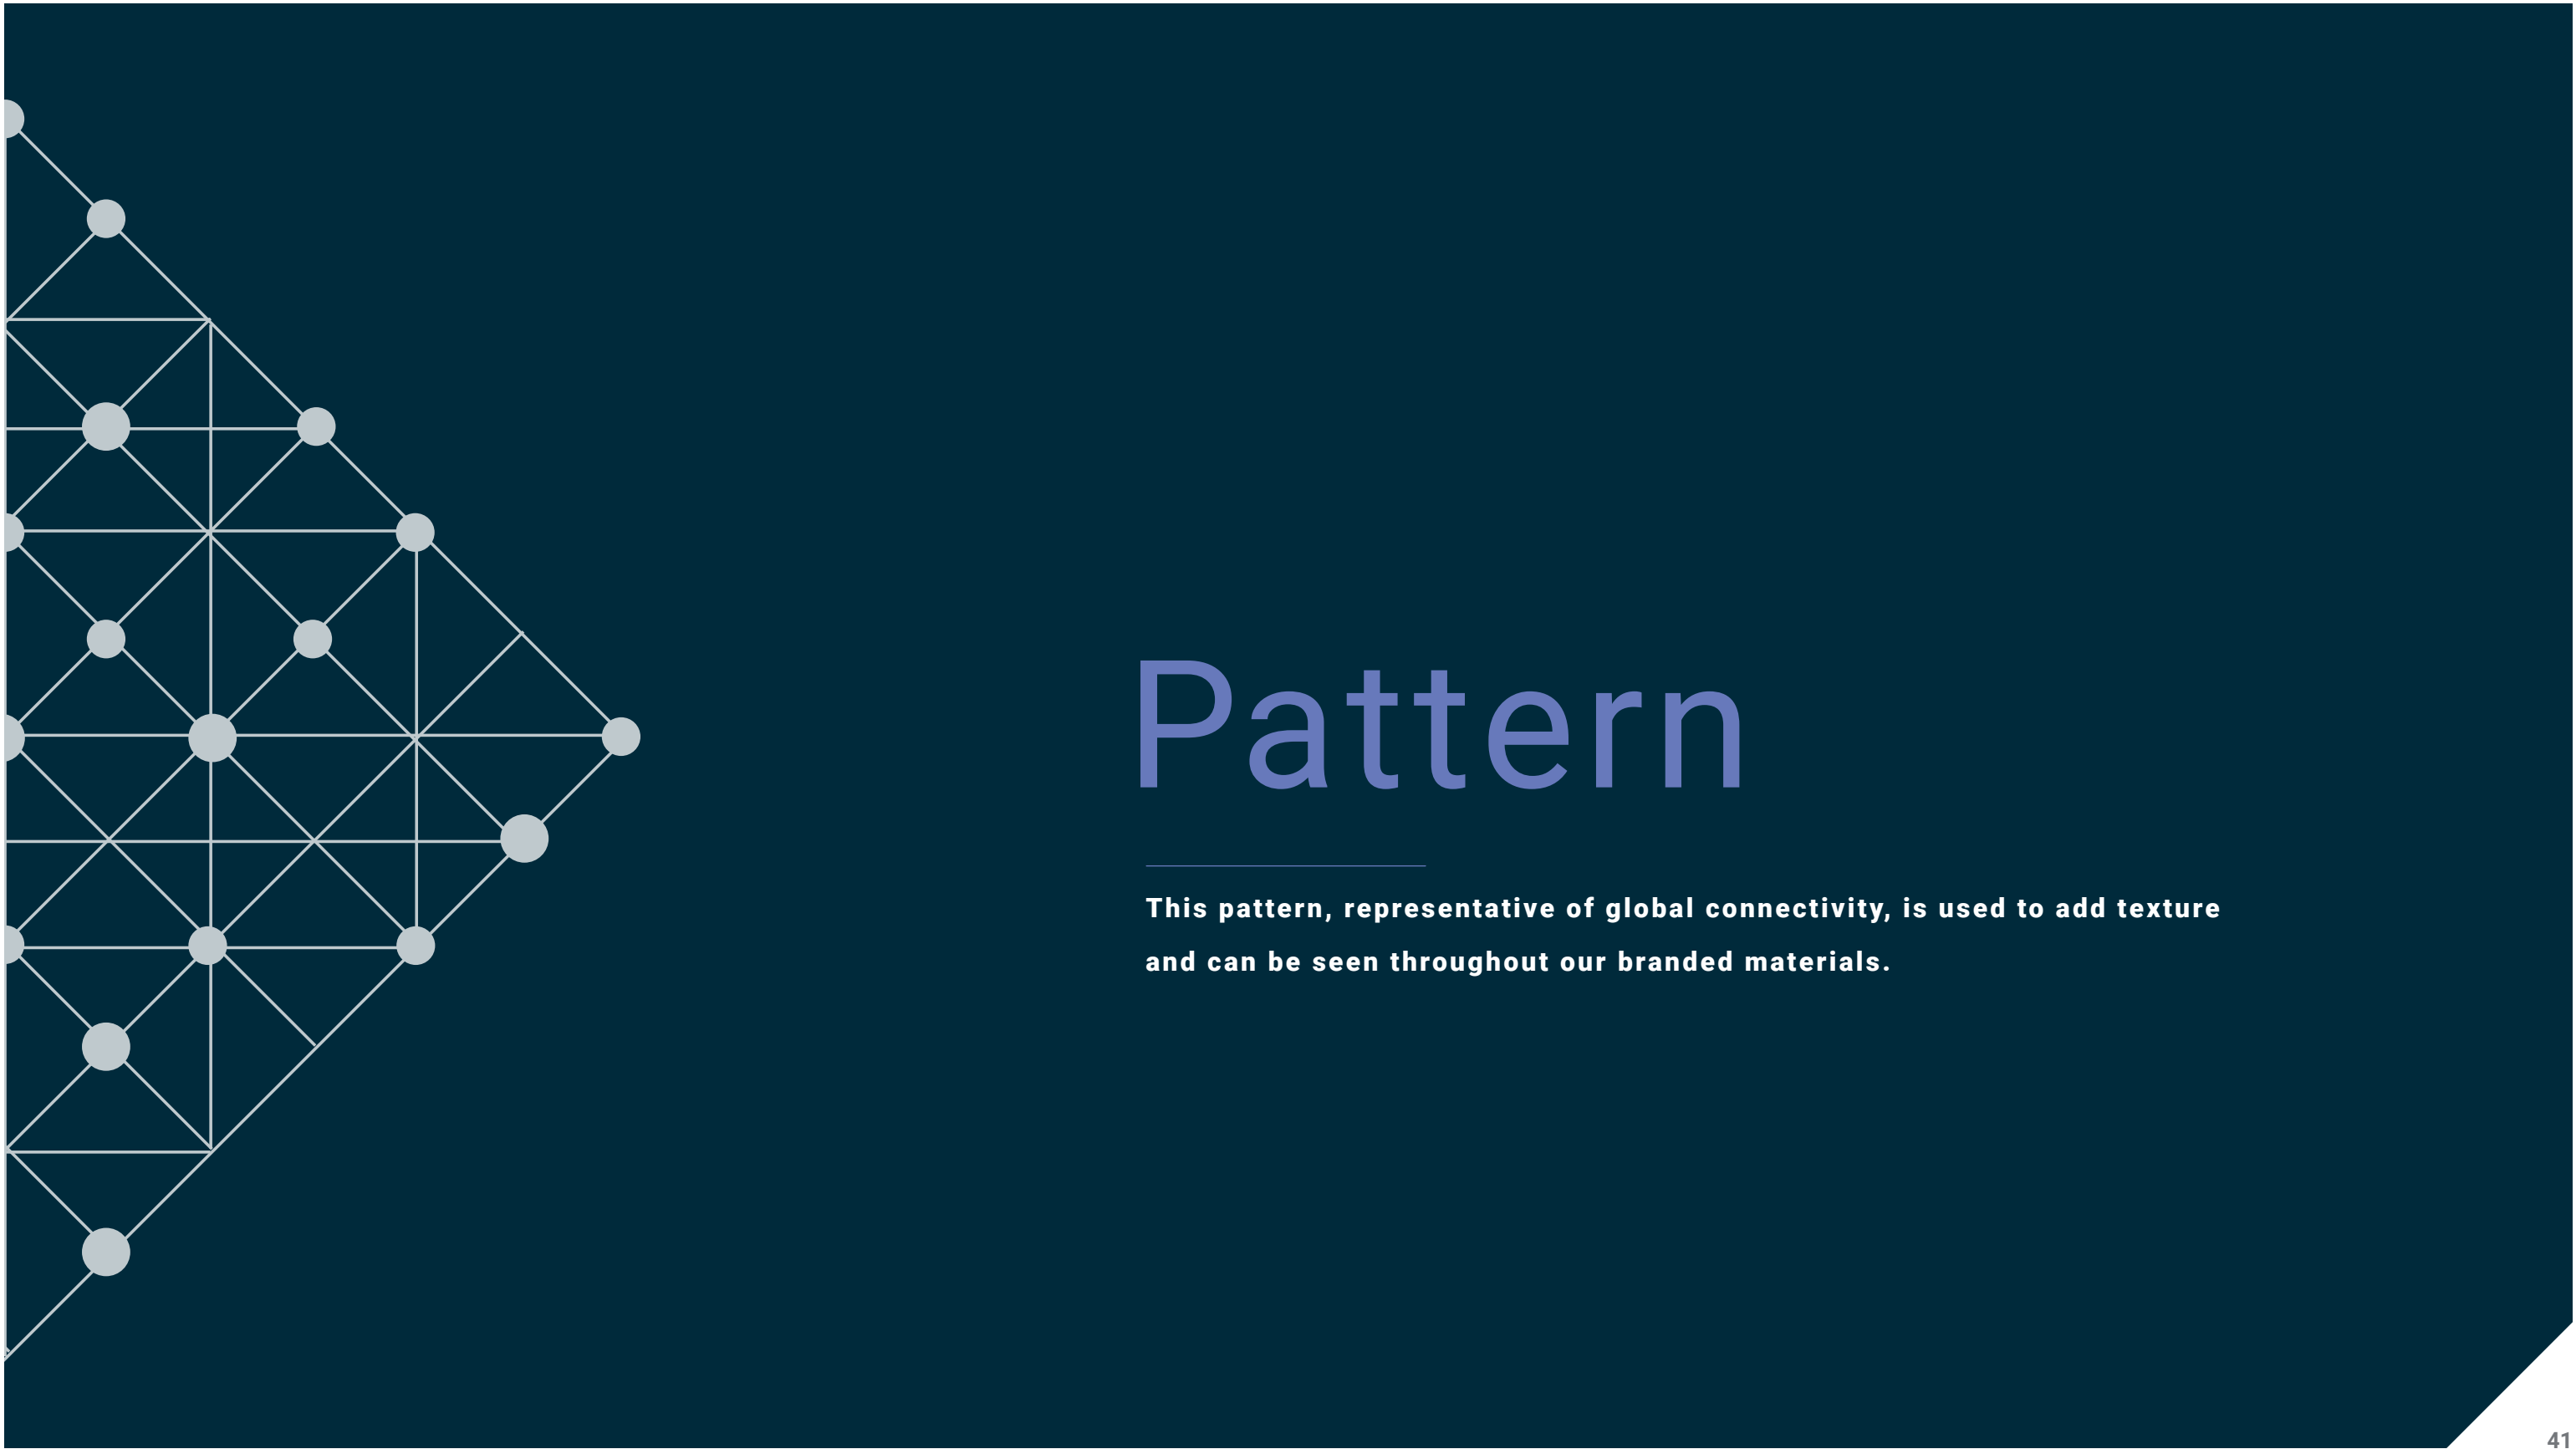 Pattern
This pattern, representative of global connectivity, is used to add texture
and can be seen throughout our branded materials.
41